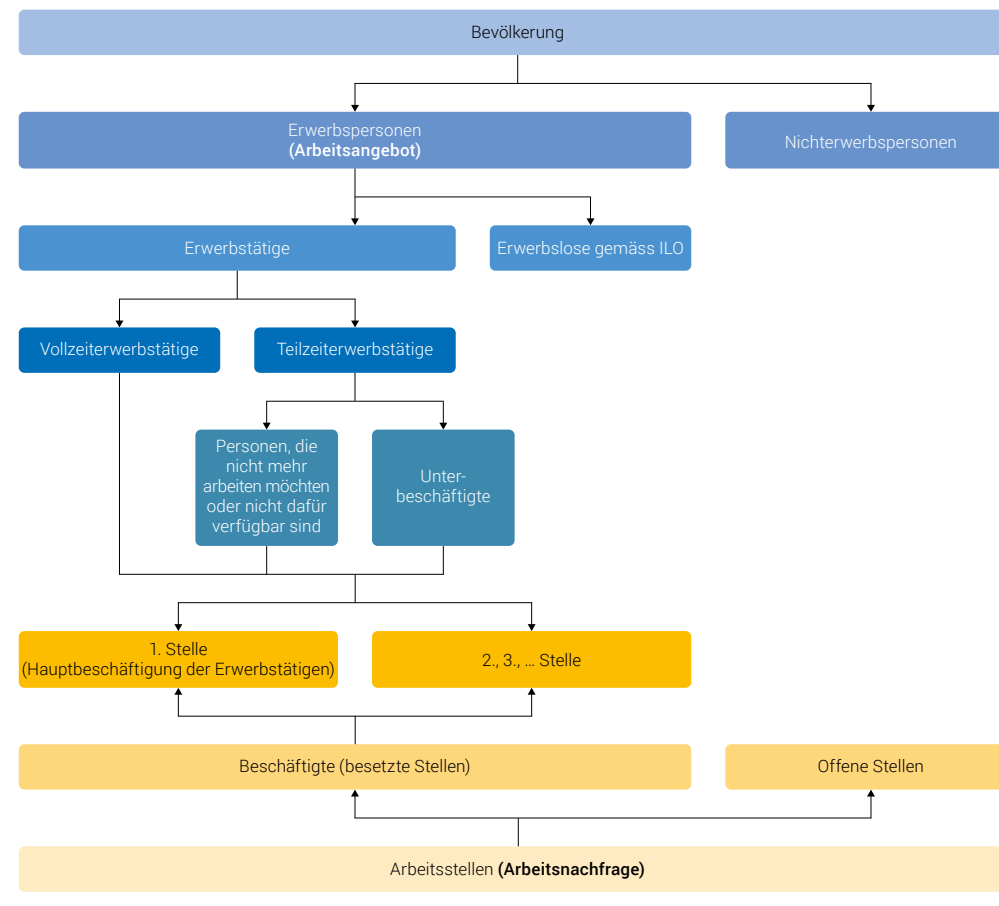 Bevölkerung
Erwerbspersonen
(Arbeitsangebot)
Nichterwerbspersonen
Erwerbstätige
Erwerbslose gemäss ILO
Vollzeiterwerbstätige
Teilzeiterwerbstätige
Personen, die
nicht mehr
arbeiten möchten
oder nicht dafür
verfügbar sind
Unter-
beschäftigte
1. Stelle
(Hauptbeschäftigung der Erwerbstätigen)
2., 3., ... Stelle
Beschäftigte (besetzte Stellen)
Offene Stellen
Arbeitsstellen (Arbeitsnachfrage)